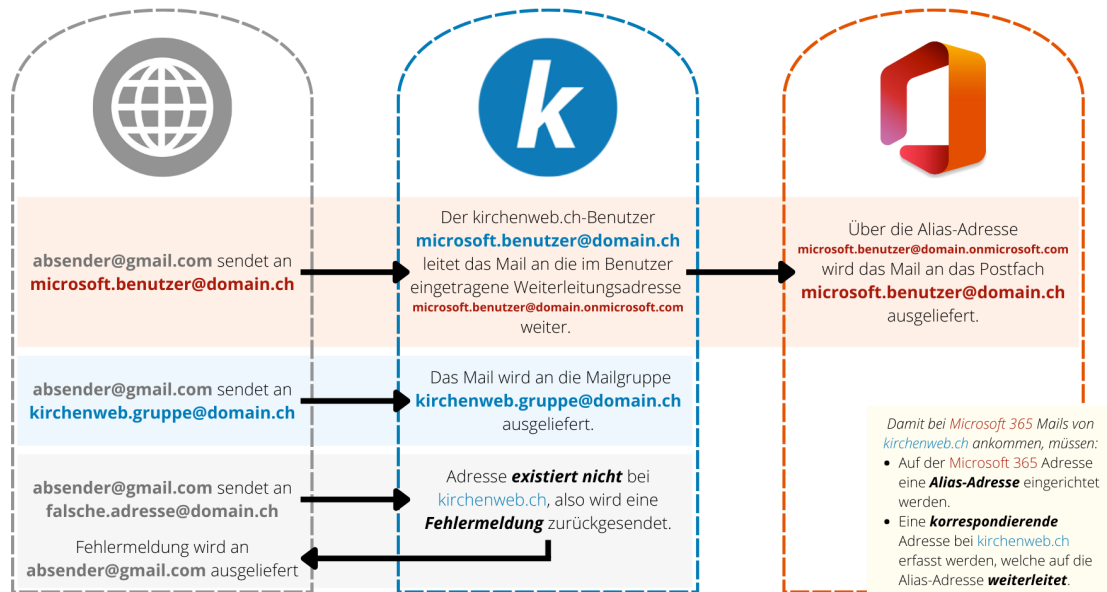 k
absender@gmail.com sendet an
microsoft.benutzer@domain.ch
Der kirchenweb.ch-Benutzer
microsoft.benutzer@domain.ch
leitet das Mail an die im Benutzer
eingetragene Weiterleitungsadresse
microsoft.benutzer@domain.onmicrosoft.com
weiter.
Über die Alias-Adresse
microsoft.benutzer@domain.onmicrosoft.com
wird das Mail an das Postfach
microsoft.benutzer@domain.ch
ausgeliefert.
absender@gmail.com sendet an
kirchenweb.gruppe@domain.ch
Das Mail wird an die Mailgruppe
kirchenweb.gruppe@domain.ch
ausgeliefert.
absender@gmail.com sendet an
falsche.adresse@domain.ch
Adresse existiert nicht bei
kirchenweb.ch, also wird eine
Fehlermeldung zurückgesendet.
Fehlermeldung wird an
absender@gmail.com ausgeliefert
Damit bei Microsoft 365 Mails von
kirchenweb.ch ankommen, müssen:
• Auf der Microsoft 365 Adresse
eine Alias-Adresse eingerichtet
werden.
• Eine korrespondierende
Adresse bei kirchenweb.ch
erfasst werden, welche auf die
Alias-Adresse weiterleitet.